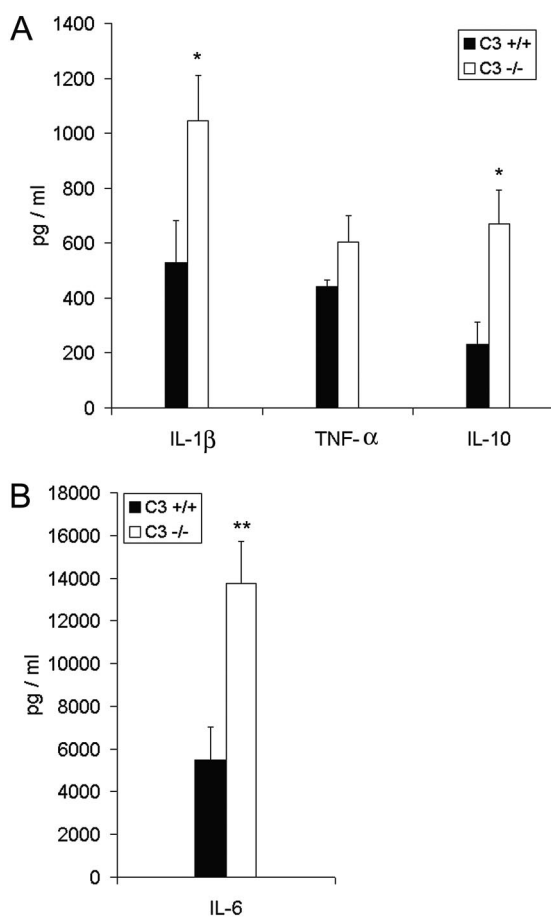 A
C3 +/+
C3 -/-
1400
1200
1000
800
600
400
200
0
pg / ml
*
*
IL-1β
TNF- α
IL-10
B
C3 +/+
C3 -/-
18000
16000
14000
12000
10000
8000
6000
4000
2000
0
pg / ml
**
IL-6